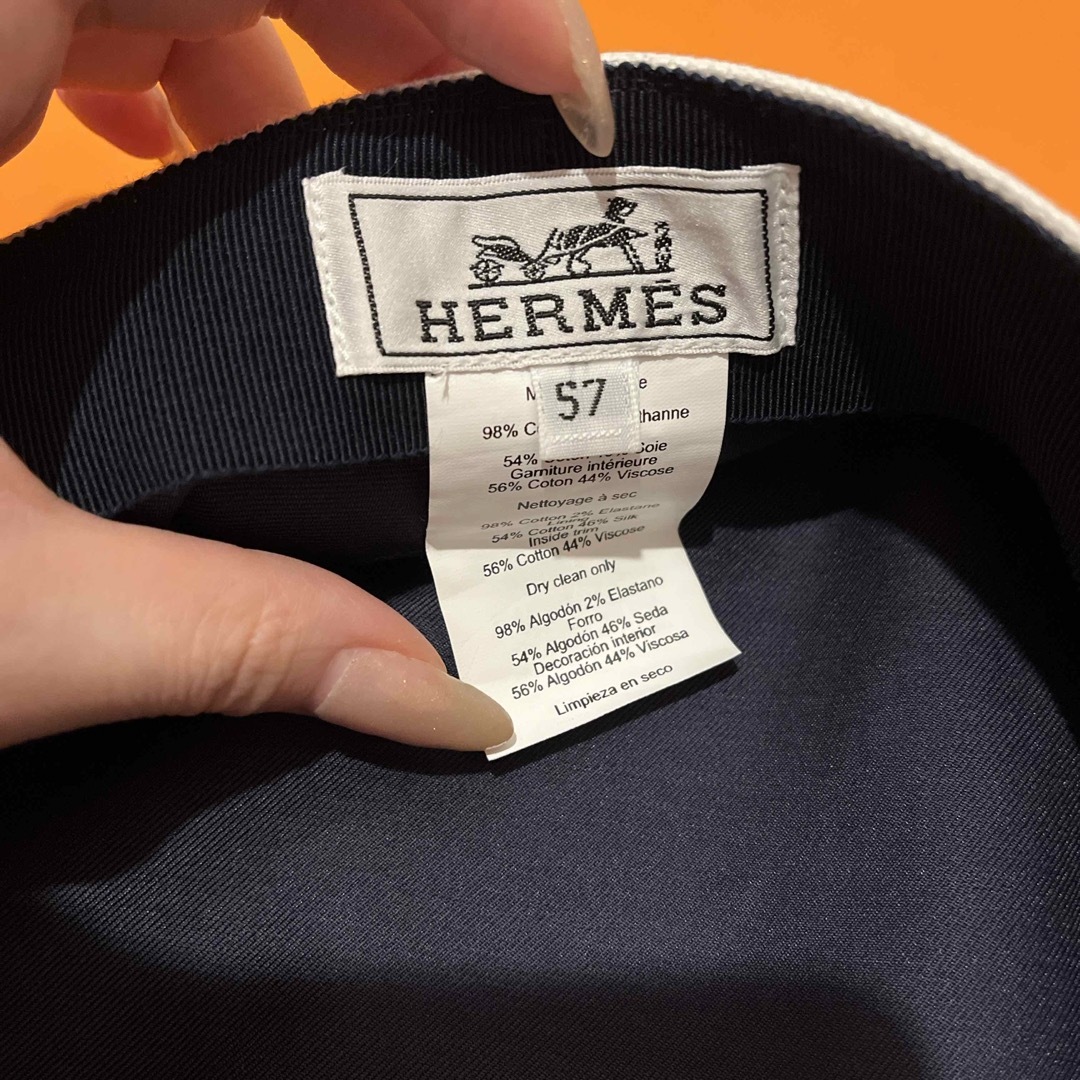 HERMÈS
57
98%
54% Soie
Garniture intérieure
56% Coton 44% Viscose
Nettoyage à sec
98% Cotton 2% Elastane
Lining
54% Cotton 46% Silk
Inside trim
56% Cotton 44% Viscose
Dry clean only
98% Algodón 2% Elastano
Forro
54% Algodón 46% Seda
Decoración interior
56% Algodón 44% Viscosa
Limpieza en seco